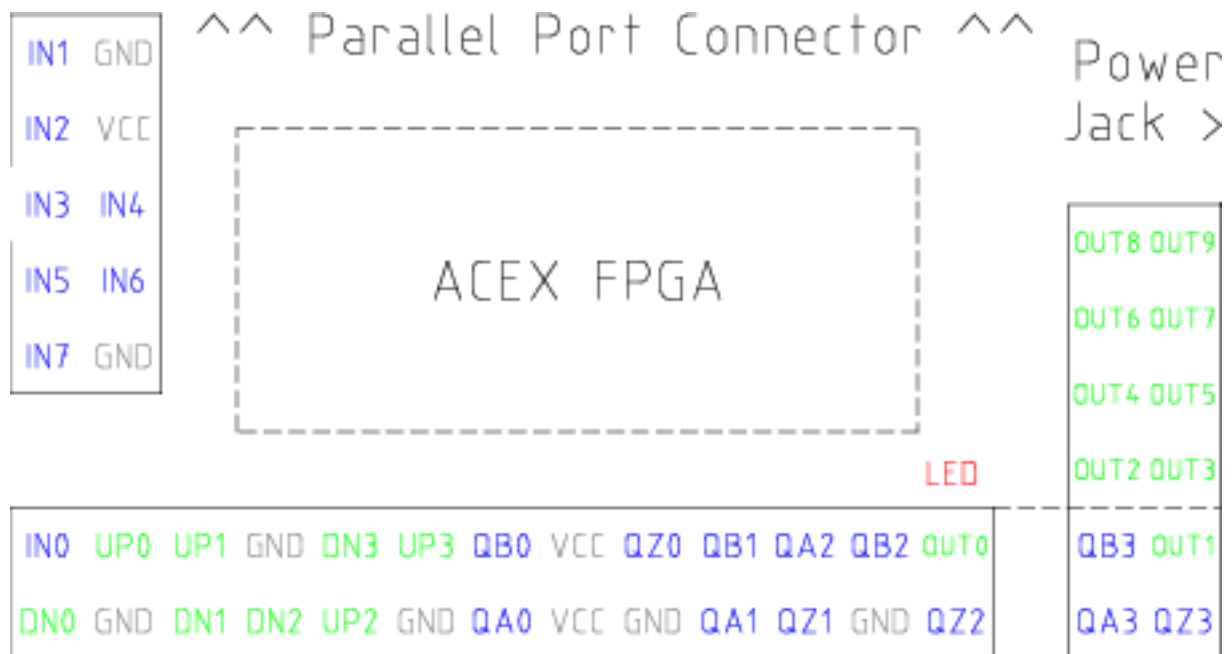 ^^ Parallel Port Connector ^^
Power
Jack >
IN1 GND
IN2 VCC
IN3 IN4
IN5 IN6
IN7 GND
ACEX FPGA
OUT8 OUT9
OUT6 OUT7
OUT4 OUT5
OUT2 OUT3
LED
IN0 UP0 UP1 GND DN3 UP3 QB0 VCC QZ0 QB1 QA2 QB2 OUT0
DN0 GND DN1 DN2 UP2 GND QA0 VCC GND QA1 QZ1 GND QZ2
QB3 OUT1
QA3 QZ3